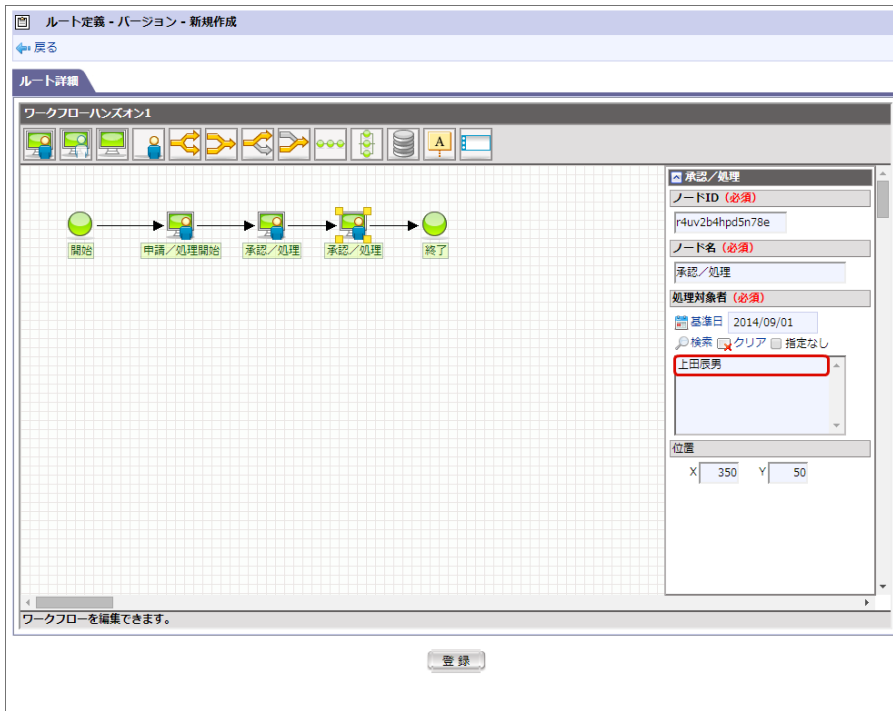 ルート定義 - バージョン - 新規作成
戻る
ルート詳細
ワークフローハンズオン1
A
開始
申請／処理開始
承認／処理
承認／処理
終了
承認／処理
ノードID（必須）
r4uv2b4hpd5n78e
ノード名（必須）
承認／処理
処理対象者（必須）
基準日 2014/09/01
検索 クリア 指定なし
上田辰男
位置
X 350 Y 50
ワークフローを編集できます。
登録